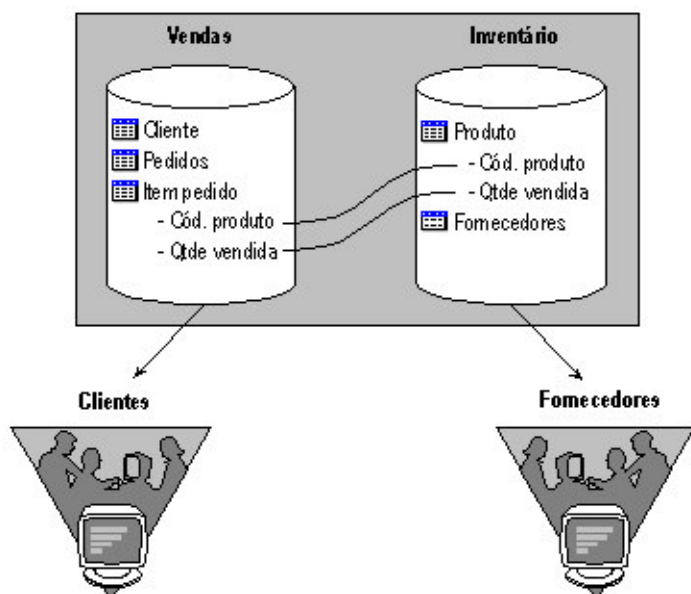 Vendas
Cliente
Pedidos
Item pedido
- Cód. produto
- Qtde vendida
Inventário
Produto
- Cód. produto
- Qtde vendida
Fornecedores
Clientes
Fornecedores